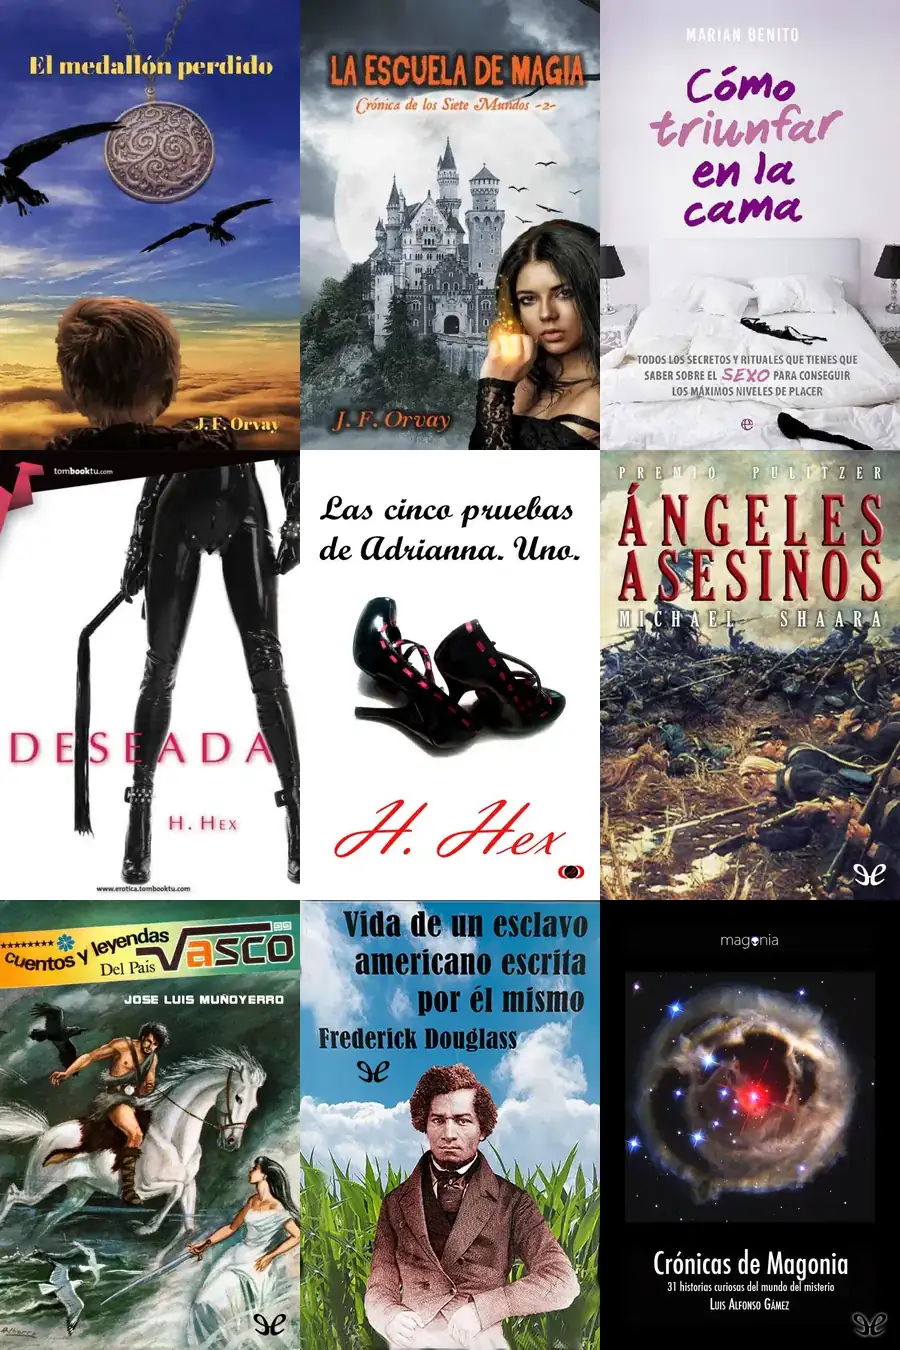 El medallón perdido
J. F. Orvay
LA ESCUELA DE MAGIA
Crónica de los Siete Mundos -2-
J. F. Orvay
MARIAN BENITO
Cómo
triunfar
en la
cama
TODOS LOS SECRETOS Y RITUALES QUE TIENES QUE
SABER SOBRE EL SEXO PARA CONSEGUIR
LOS MÁXIMOS NIVELES DE PLACER
tombooktu.com
DESEADA
H. HEX
www.erotica.tombooktu.com
Las cinco pruebas
de Adrianna. Uno.
H. Hex
PREMIO PULITZER
ÁNGELES
ASESINOS
MICHAEL SHAARA
cuentos y leyendas
Del País VASCO
JOSE LUIS MUÑOYERRO
Vida de un esclavo
americano escrita
por él mismo
Frederick Douglass
magonia
Crónicas de Magonia
31 historias curiosas del mundo del misterio
LUIS ALFONSO GÁMEZ